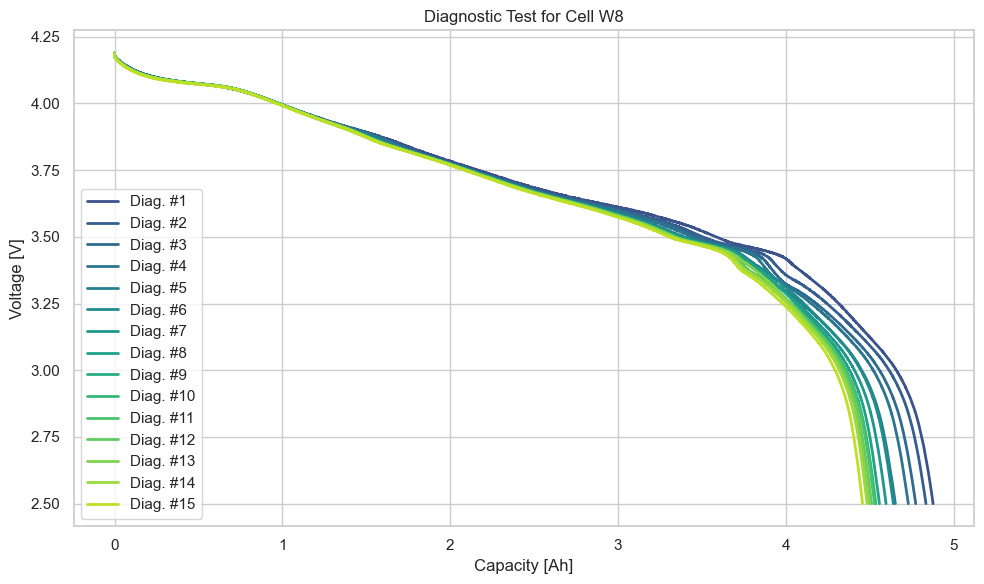 Diagnostic Test for Cell W8
Voltage [V]
4.25
4.00
3.75
3.50
3.25
3.00
2.75
2.50
Diag. #1
Diag. #2
Diag. #3
Diag. #4
Diag. #5
Diag. #6
Diag. #7
Diag. #8
Diag. #9
Diag. #10
Diag. #11
Diag. #12
Diag. #13
Diag. #14
Diag. #15
0 1 2 3 4 5
Capacity [Ah]